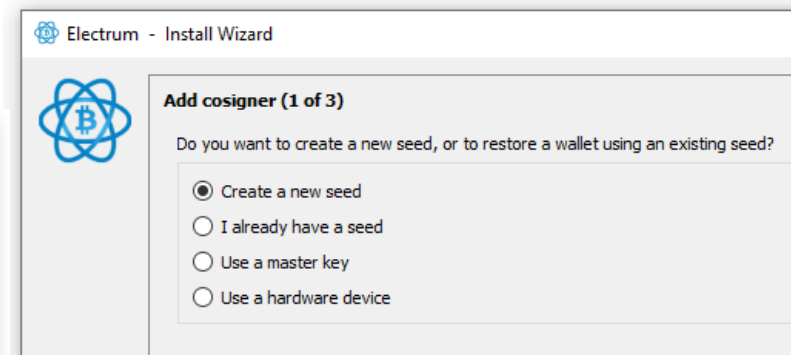 Electrum - Install Wizard
Add cosigner (1 of 3)
Do you want to create a new seed, or to restore a wallet using an existing seed?
Create a new seed
I already have a seed
Use a master key
Use a hardware device